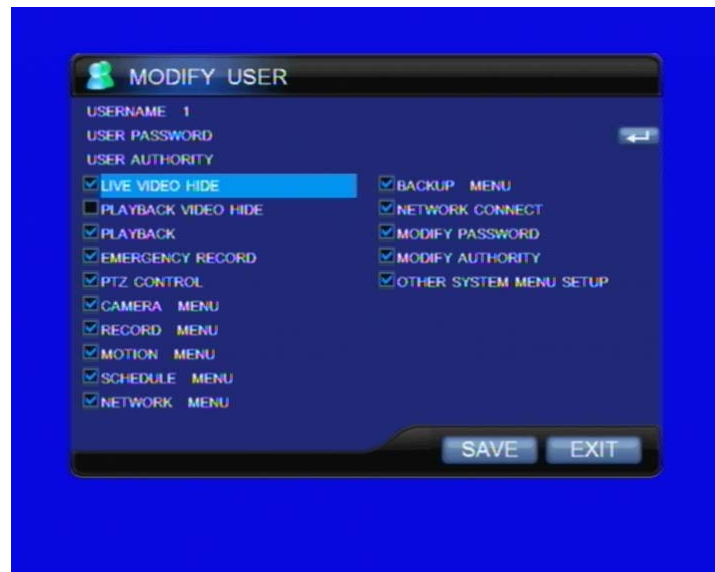 MODIFY USER
USERNAME 1
USER PASSWORD
USER AUTHORITY
LIVE VIDEO HIDE
PLAYBACK VIDEO HIDE
PLAYBACK
EMERGENCY RECORD
PTZ CONTROL
CAMERA MENU
RECORD MENU
MOTION MENU
SCHEDULE MENU
NETWORK MENU
BACKUP MENU
NETWORK CONNECT
MODIFY PASSWORD
MODIFY AUTHORITY
OTHER SYSTEM MENU SETUP
SAVE EXIT